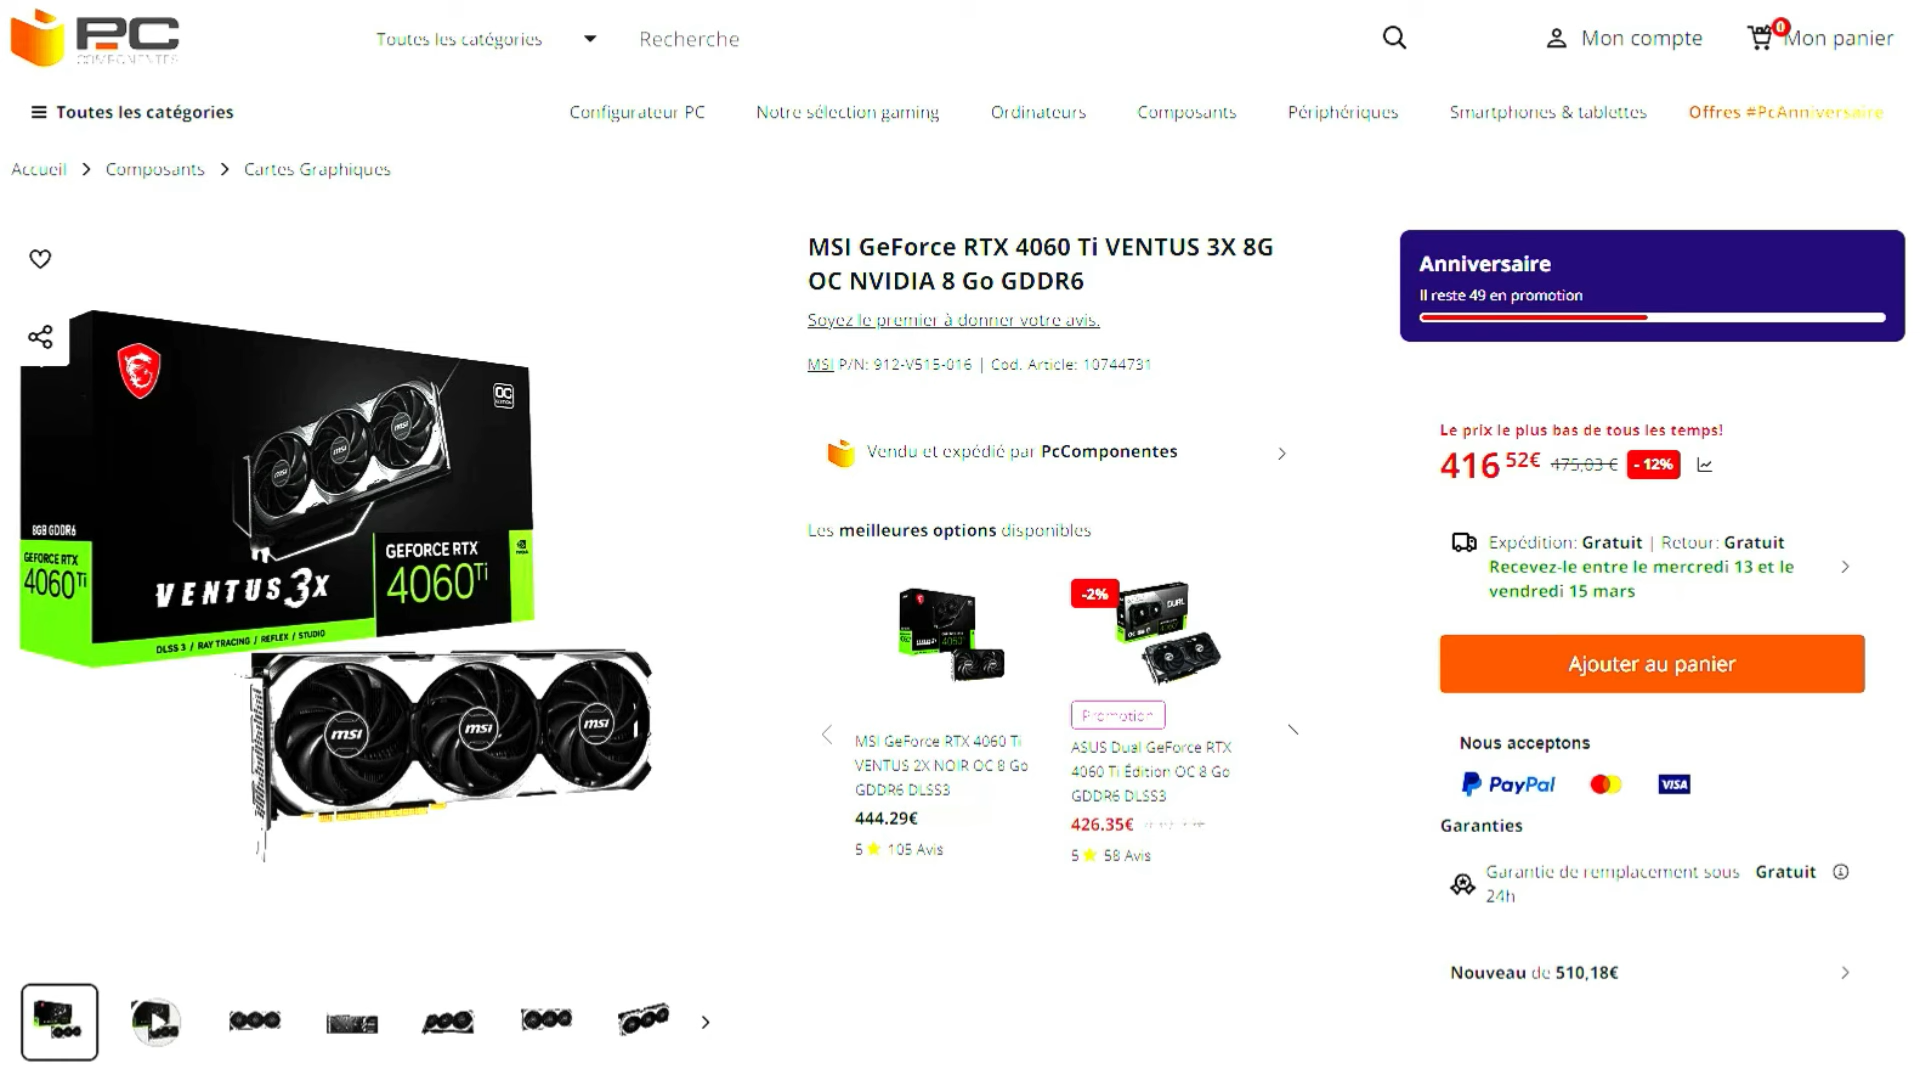 PC
COMPONENTES
Toutes les catégories
Recherche
Mon compte
0
Mon panier
Toutes les catégories
Configurateur PC
Notre sélection gaming
Ordinateurs
Composants
Périphériques
Smartphones & tablettes
Offres #PcAnniversaire
Accueil
Composants
Cartes Graphiques
OC
EDITION
msi
msi
msi
8GB GDDR6
GEFORCE RTX
4060Ti
VENTUS 3X
GEFORCE RTX
4060Ti
DLSS 3 / RAY TRACING / REFLEX / STUDIO
msi
msi
msi
MSI GeForce RTX 4060 Ti VENTUS 3X 8G
OC NVIDIA 8 Go GDDR6
Soyez le premier à donner votre avis.
MSI P/N: 912-V515-016 | Cod. Article: 10744731
Vendu et expédié par PcComponentes
Les meilleures options disponibles
MSI GeForce RTX 4060 Ti
VENTUS 2X NOIR OC 8 Go
GDDR6 DLSS3
444.29€
5 105 Avis
-2%
DUAL
Promotion
ASUS Dual GeForce RTX
4060 Ti Édition OC 8 Go
GDDR6 DLSS3
426.35€
5 58 Avis
Anniversaire
Il reste 49 en promotion
Le prix le plus bas de tous les temps!
416 52€ 475,03 € - 12%
Expédition: Gratuit | Retour: Gratuit
Recevez-le entre le mercredi 13 et le
vendredi 15 mars
Ajouter au panier
Nous acceptons
PayPal
VISA
Garanties
Garantie de remplacement sous Gratuit
24h
Nouveau de 510,18€